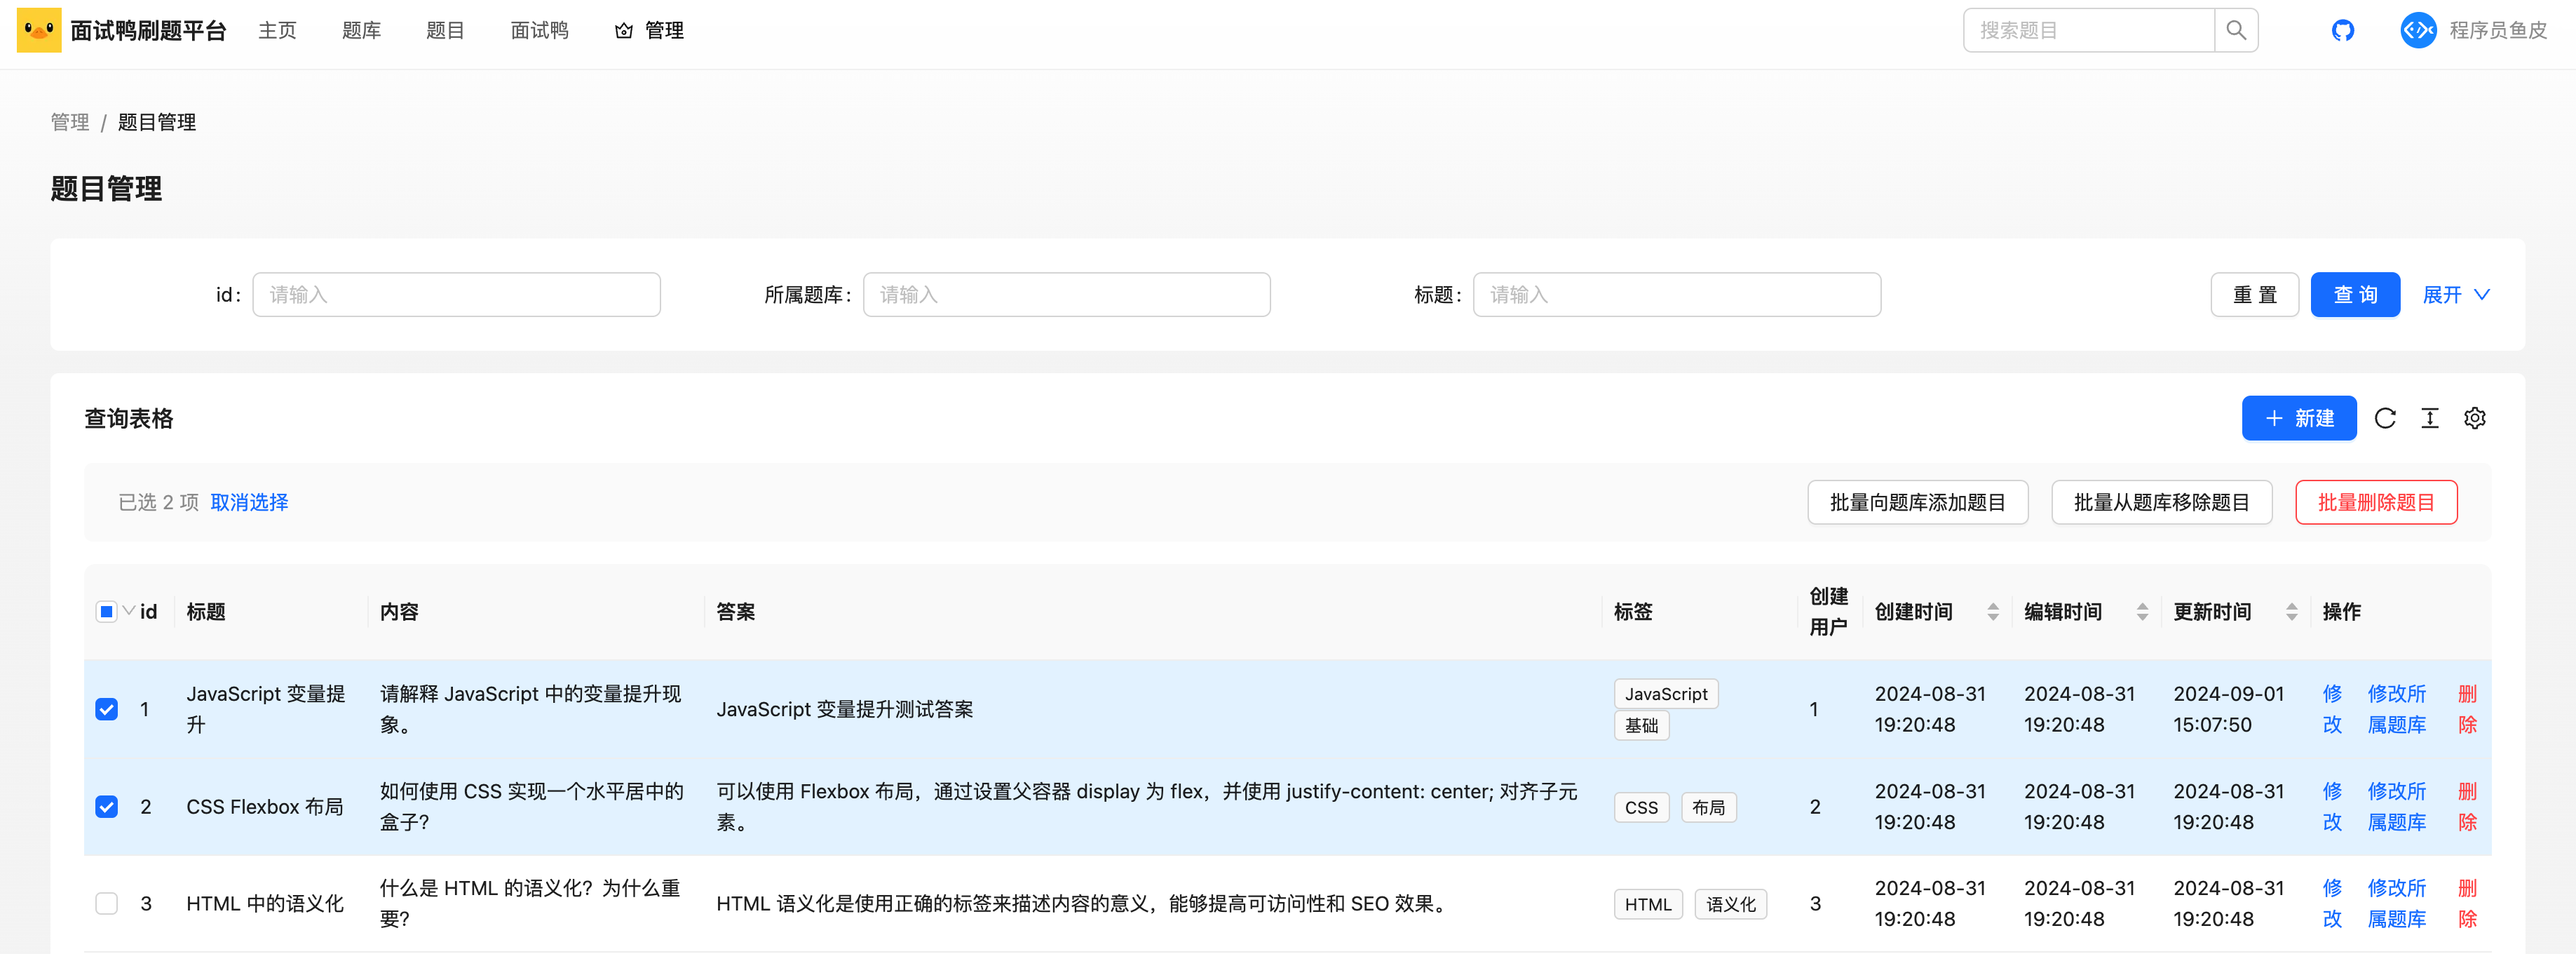 面试鸭刷题平台 主页 题库 题目 面试鸭 管理 搜索题目 程序员鱼皮
管理 / 题目管理
题目管理
id： 请输入 所属题库： 请输入 标题： 请输入 重 置 查 询 展开
查询表格 新建
已选 2 项 取消选择 批量向题库添加题目 批量从题库移除题目 批量删除题目
id 标题 内容 答案 标签 创建用户 创建时间 编辑时间 更新时间 操作
1 JavaScript 变量提升 请解释 JavaScript 中的变量提升现象。 JavaScript 变量提升测试答案 JavaScript 基础 1 2024-08-31 19:20:48 2024-08-31 19:20:48 2024-09-01 15:07:50 修改 修改所属题库 删除
2 CSS Flexbox 布局 如何使用 CSS 实现一个水平居中的盒子? 可以使用 Flexbox 布局，通过设置父容器 display 为 flex，并使用 justify-content: center; 对齐子元素。 CSS 布局 2 2024-08-31 19:20:48 2024-08-31 19:20:48 2024-08-31 19:20:48 修改 修改所属题库 删除
3 HTML 中的语义化 什么是 HTML 的语义化？为什么重要? HTML 语义化是使用正确的标签来描述内容的意义，能够提高可访问性和 SEO 效果。 HTML 语义化 3 2024-08-31 19:20:48 2024-08-31 19:20:48 2024-08-31 19:20:48 修改 修改所属题库 删除